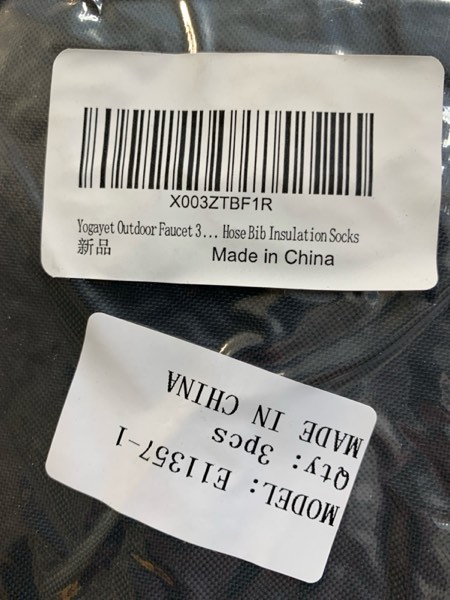 X003ZTBF1R
Yogayet Outdoor Faucet 3... Hose Bib Insulation Socks
新品
Made in China
MODEL: E11357-1
Qty: 3pcs
MADE IN CHINA